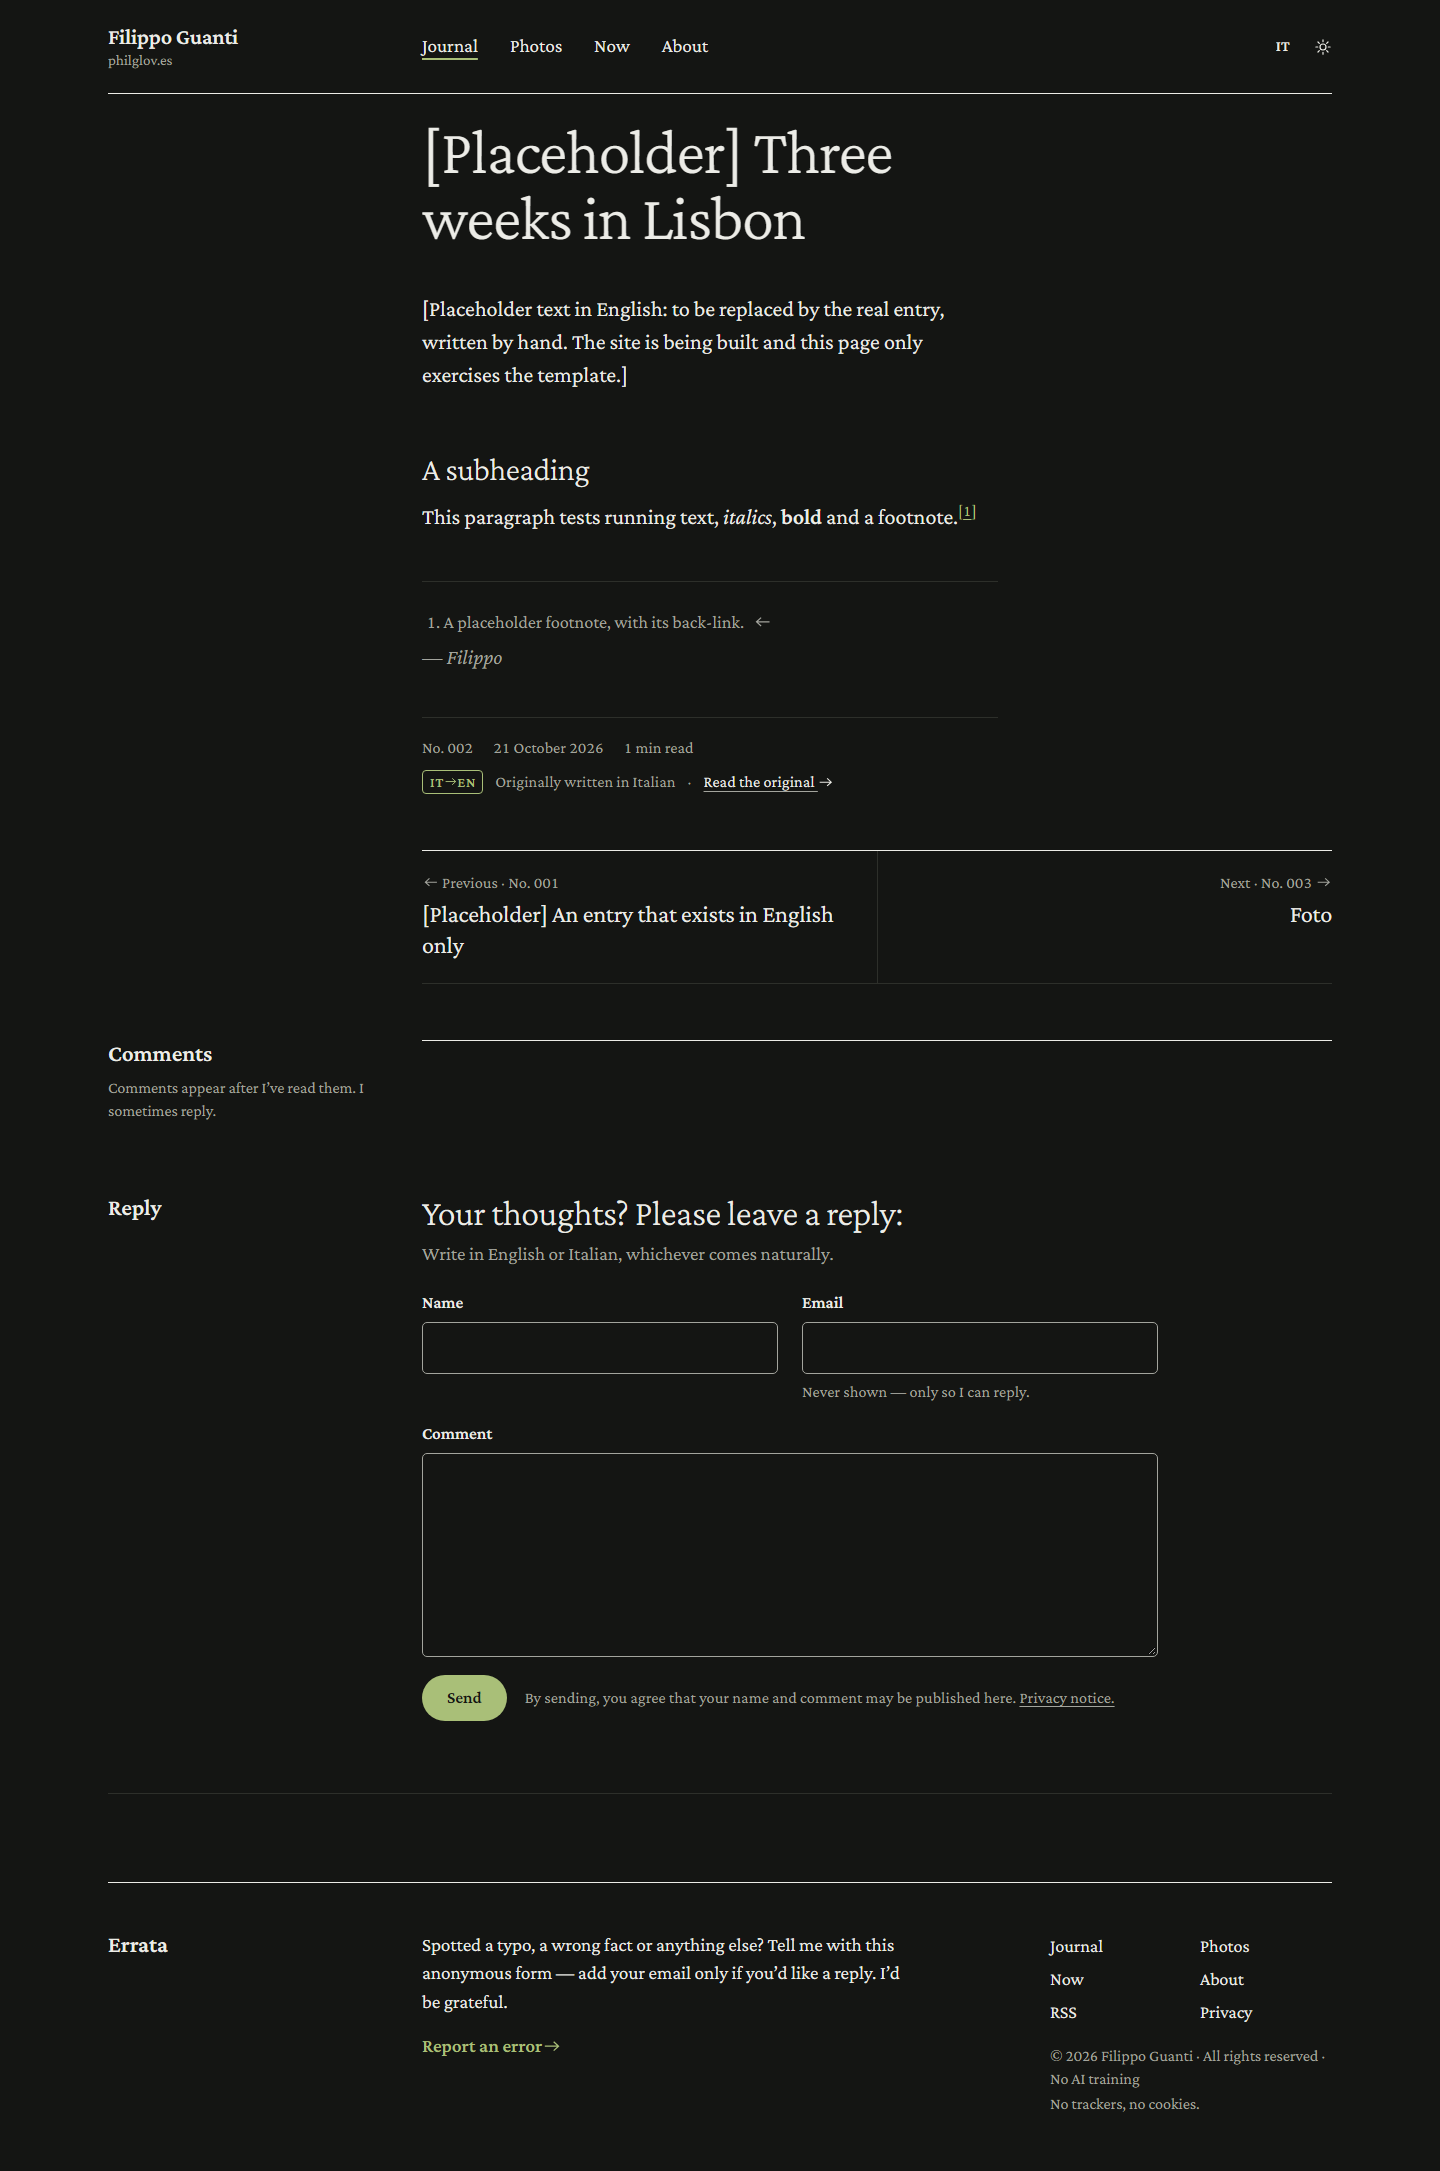 Filippo Guanti
philglov.es
Journal Photos Now About
IT
[Placeholder] Three
weeks in Lisbon
[Placeholder text in English: to be replaced by the real entry,
written by hand. The site is being built and this page only
exercises the template.]
A subheading
This paragraph tests running text, italics, bold and a footnote.[1]
1. A placeholder footnote, with its back-link. ←
— Filippo
No. 002 21 October 2026 1 min read
IT→EN Originally written in Italian · Read the original →
← Previous · No. 001
[Placeholder] An entry that exists in English
only
Next · No. 003 →
Foto
Comments
Comments appear after I’ve read them. I
sometimes reply.
Reply
Your thoughts? Please leave a reply:
Write in English or Italian, whichever comes naturally.
Name
Email
Never shown — only so I can reply.
Comment
Send
By sending, you agree that your name and comment may be published here. Privacy notice.
Errata
Spotted a typo, a wrong fact or anything else? Tell me with this
anonymous form — add your email only if you’d like a reply. I’d
be grateful.
Report an error →
Journal Photos
Now About
RSS Privacy
© 2026 Filippo Guanti · All rights reserved ·
No AI training
No trackers, no cookies.